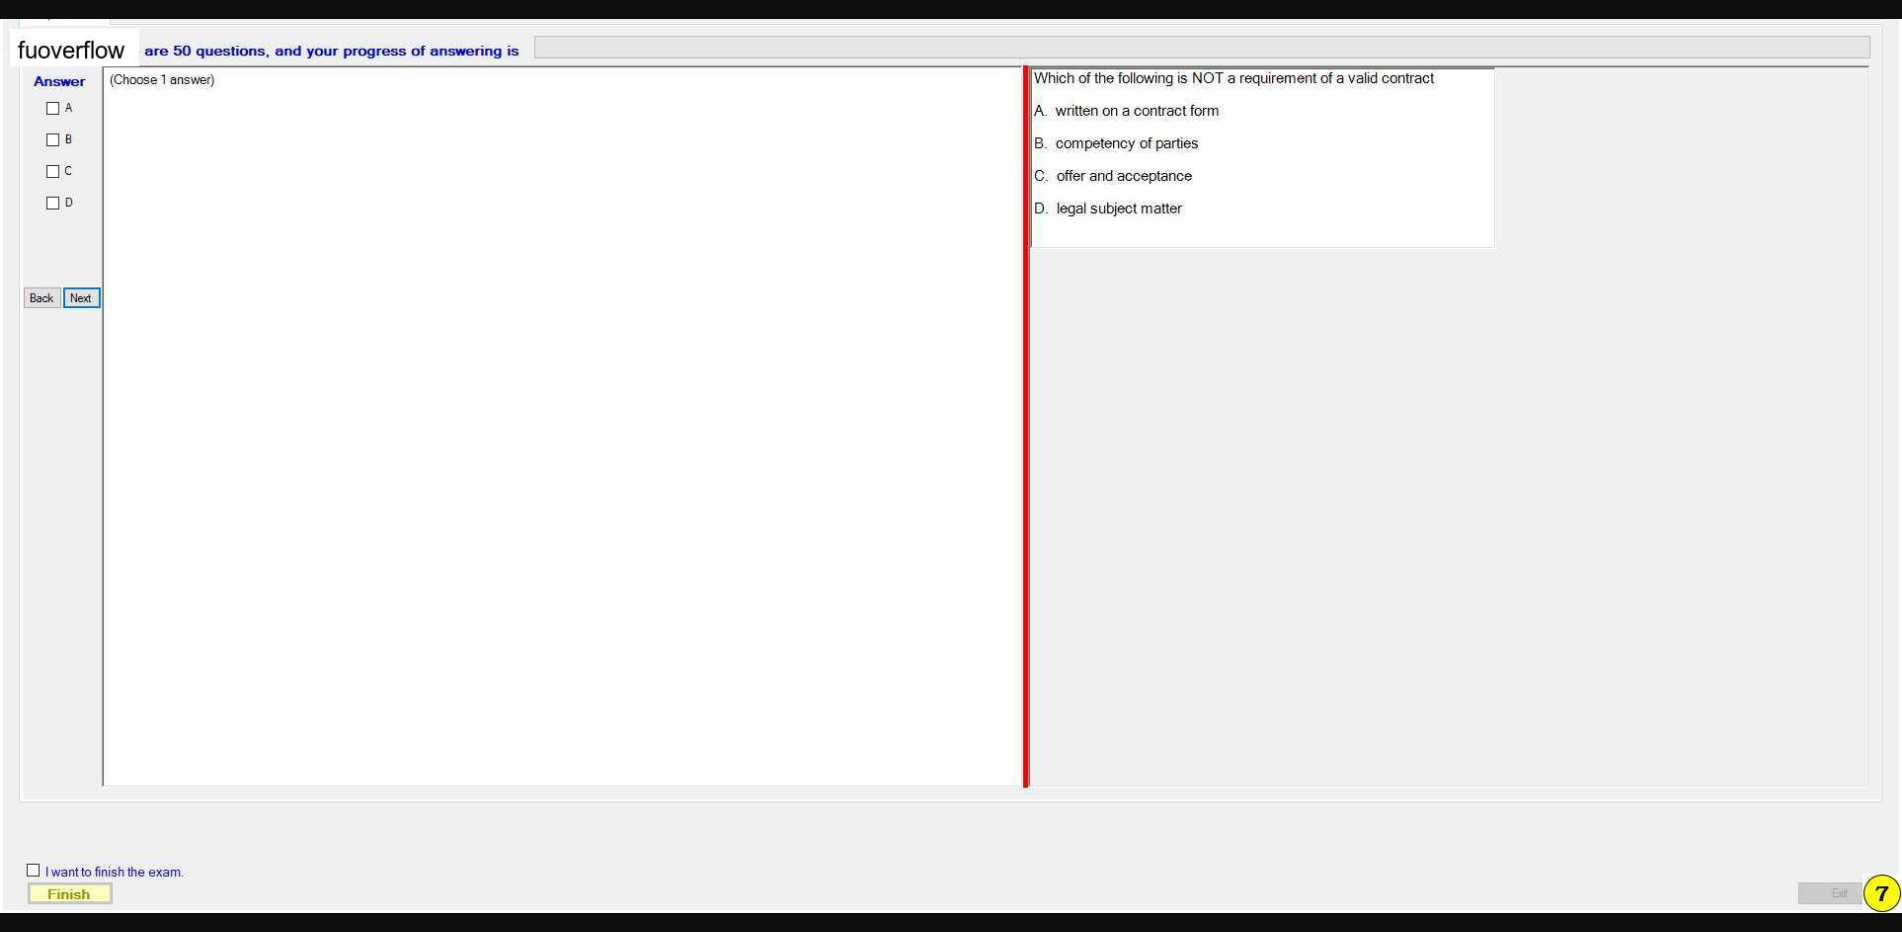 fuoverflow are 50 questions, and your progress of answering is
Answer
(Choose 1 answer)
A
B
C
D
Back Next
Which of the following is NOT a requirement of a valid contract
A. written on a contract form
B. competency of parties
C. offer and acceptance
D. legal subject matter
I want to finish the exam.
Finish
Exit
7